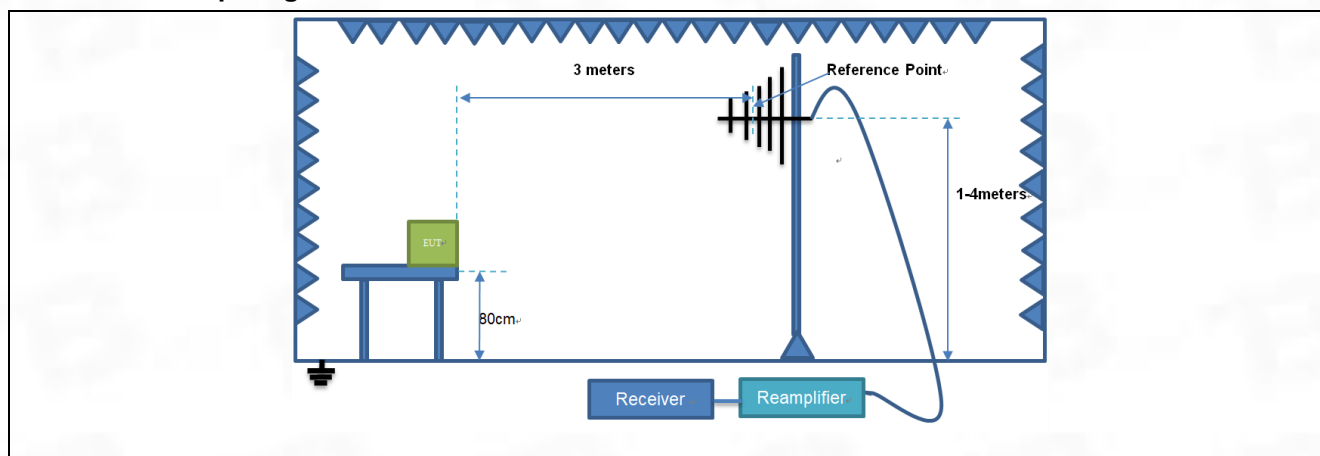 3 meters
Reference Point
1-4meters
EUT
80cm
Receiver
Reamplifier